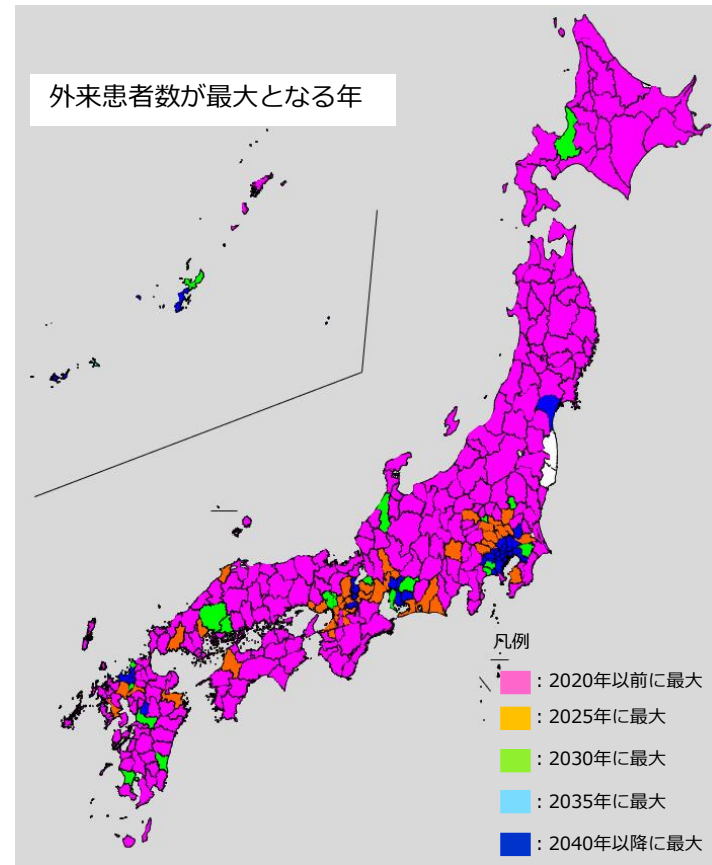 外来患者数が最大となる年
凡例
：2020年以前に最大
：2025年に最大
：2030年に最大
：2035年に最大
：2040年以降に最大